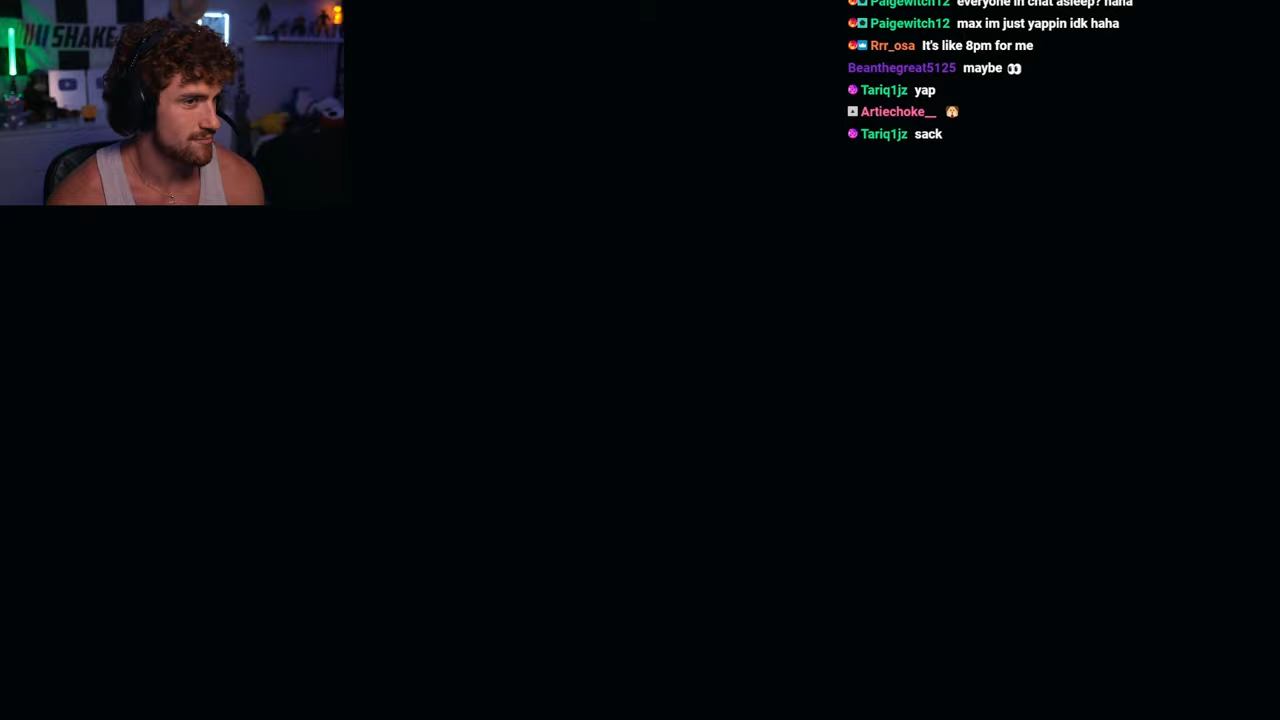 SHAKE
Paigewitch12 everyone in chat asleep? haha
Paigewitch12 max im just yappin idk haha
Rrr_osa It's like 8pm for me
Beanthegreat5125 maybe 👀
Tariq1jz yap
Artiechoke__
Tariq1jz sack